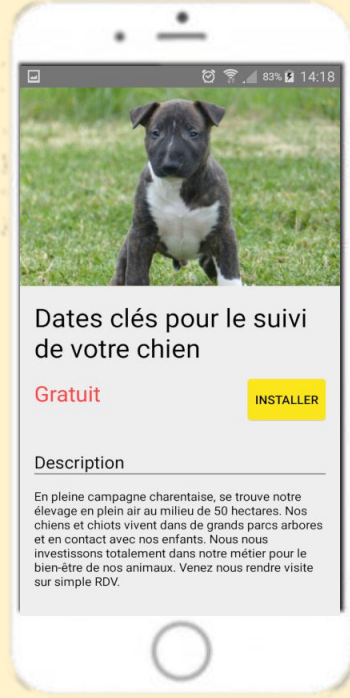 83% 14:18
Dates clés pour le suivi
de votre chien
Gratuit
INSTALLER
Description
En pleine campagne charentaise, se trouve notre
élevage en plein air au milieu de 50 hectares. Nos
chiens et chiots vivent dans de grands parcs arbores
et en contact avec nos enfants. Nous nous
investissons totalement dans notre métier pour le
bien-être de nos animaux. Venez nous rendre visite
sur simple RDV.